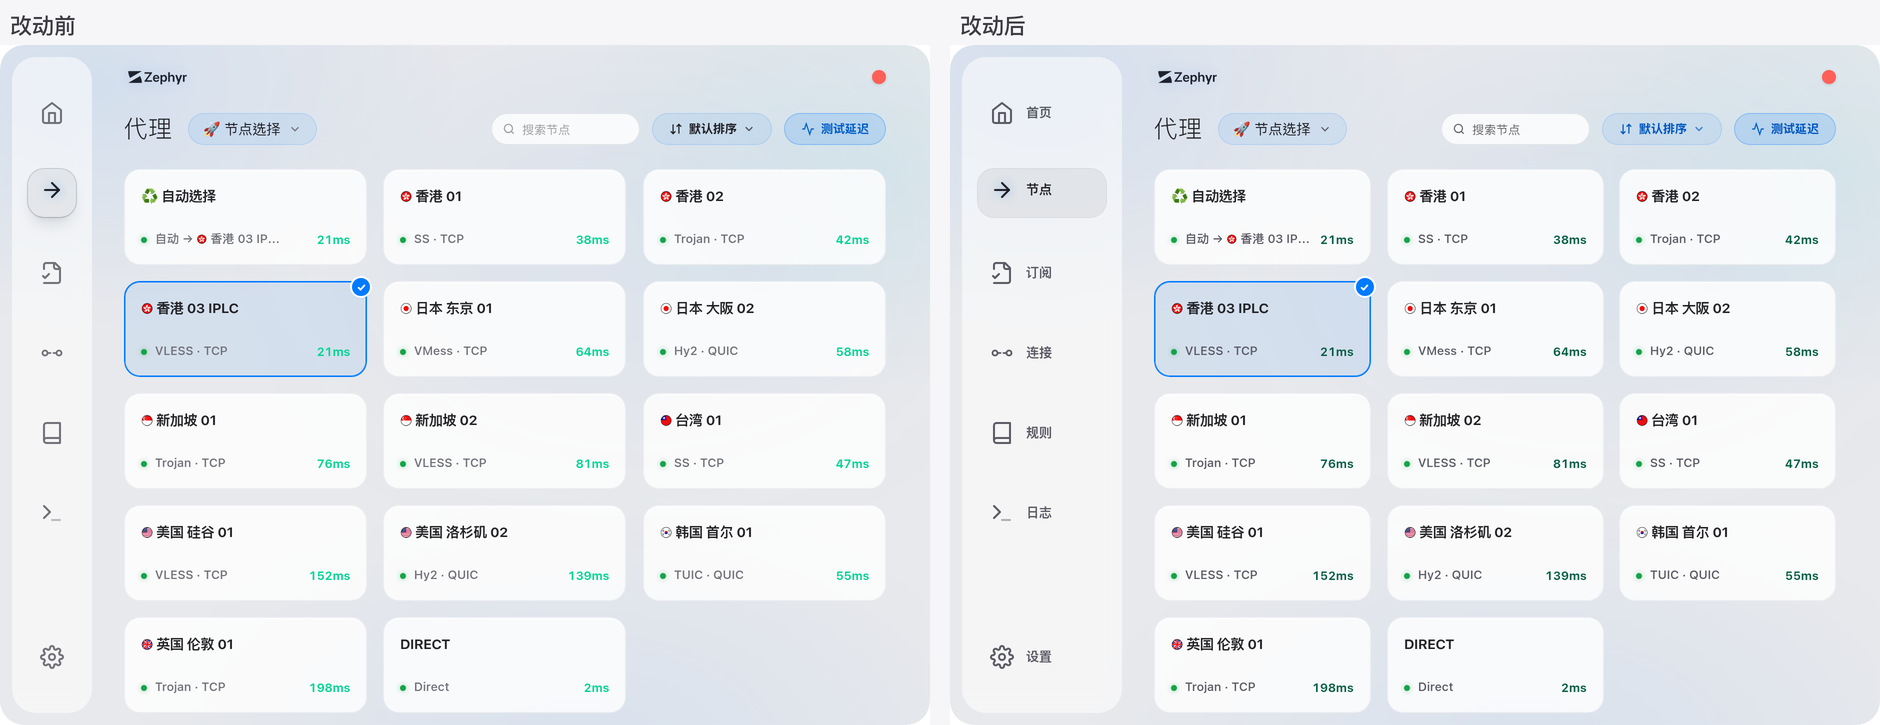 改动前
Zephyr
代理
🚀 节点选择
搜索节点
默认排序
测试延迟
♻️ 自动选择
自动 → 🇭🇰 香港 03 IP...
21ms
🇭🇰 香港 01
SS · TCP
38ms
🇭🇰 香港 02
Trojan · TCP
42ms
🇭🇰 香港 03 IPLC
VLESS · TCP
21ms
🇯🇵 日本 东京 01
VMess · TCP
64ms
🇯🇵 日本 大阪 02
Hy2 · QUIC
58ms
🇸🇬 新加坡 01
Trojan · TCP
76ms
🇸🇬 新加坡 02
VLESS · TCP
81ms
🇹🇼 台湾 01
SS · TCP
47ms
🇺🇸 美国 硅谷 01
VLESS · TCP
152ms
🇺🇸 美国 洛杉矶 02
Hy2 · QUIC
139ms
🇰🇷 韩国 首尔 01
TUIC · QUIC
55ms
🇬🇧 英国 伦敦 01
Trojan · TCP
198ms
DIRECT
Direct
2ms
改动后
首页
节点
订阅
连接
规则
日志
设置
Zephyr
代理
🚀 节点选择
搜索节点
默认排序
测试延迟
♻️ 自动选择
自动 → 🇭🇰 香港 03 IP...
21ms
🇭🇰 香港 01
SS · TCP
38ms
🇭🇰 香港 02
Trojan · TCP
42ms
🇭🇰 香港 03 IPLC
VLESS · TCP
21ms
🇯🇵 日本 东京 01
VMess · TCP
64ms
🇯🇵 日本 大阪 02
Hy2 · QUIC
58ms
🇸🇬 新加坡 01
Trojan · TCP
76ms
🇸🇬 新加坡 02
VLESS · TCP
81ms
🇹🇼 台湾 01
SS · TCP
47ms
🇺🇸 美国 硅谷 01
VLESS · TCP
152ms
🇺🇸 美国 洛杉矶 02
Hy2 · QUIC
139ms
🇰🇷 韩国 首尔 01
TUIC · QUIC
55ms
🇬🇧 英国 伦敦 01
Trojan · TCP
198ms
DIRECT
Direct
2ms